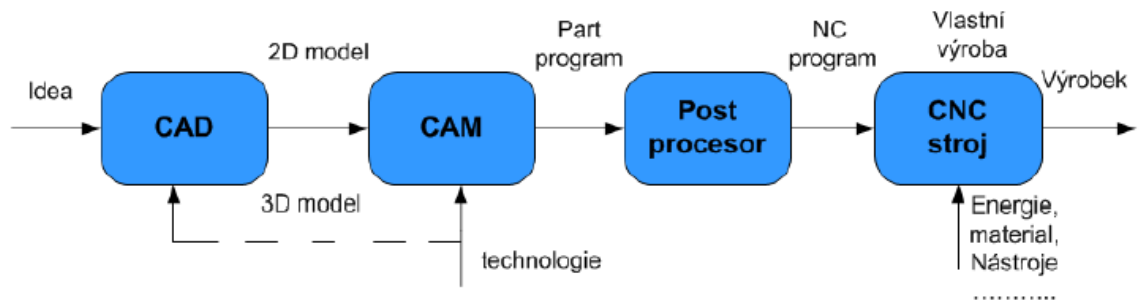 Idea
CAD
2D model
3D model
CAM
technologie
Part
program
Post
procesor
NC
program
Vlastní
výroba
CNC
stroj
Energie,
material,
Nástroje
...........
Výrobek